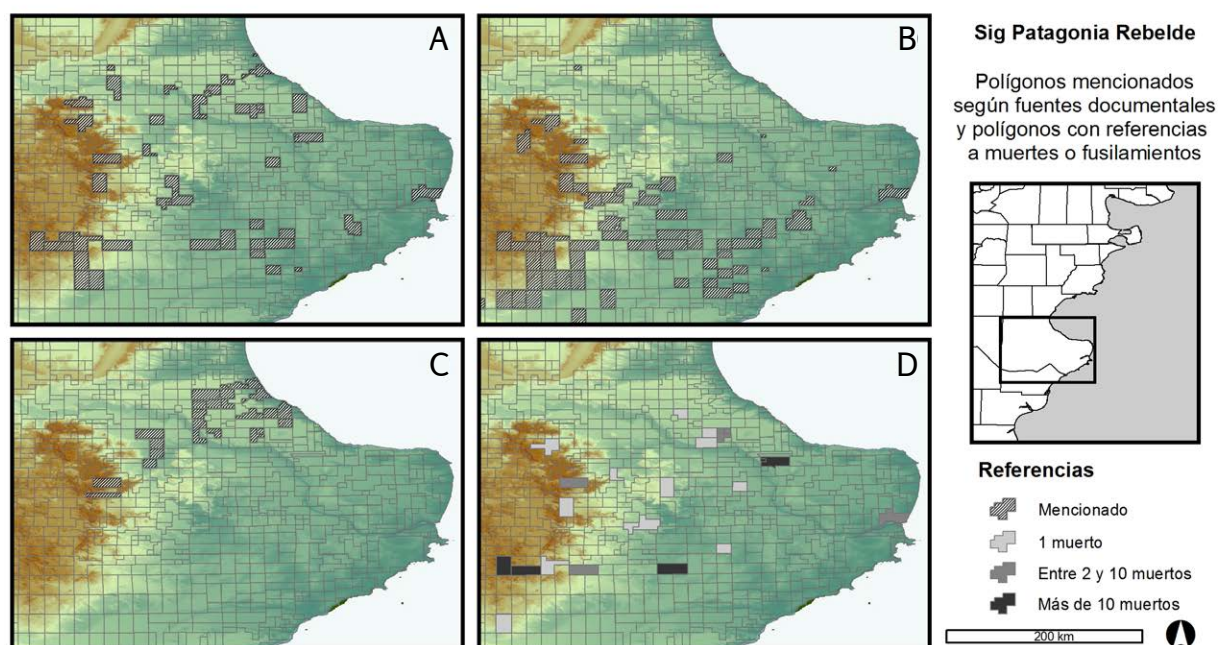 A
B
C
D
Sig Patagonia Rebelde
Polígonos mencionados
según fuentes documentales
y polígonos con referencias
a muertes o fusilamientos
Referencias
Mencionado
1 muerto
Entre 2 y 10 muertos
Más de 10 muertos
200 km